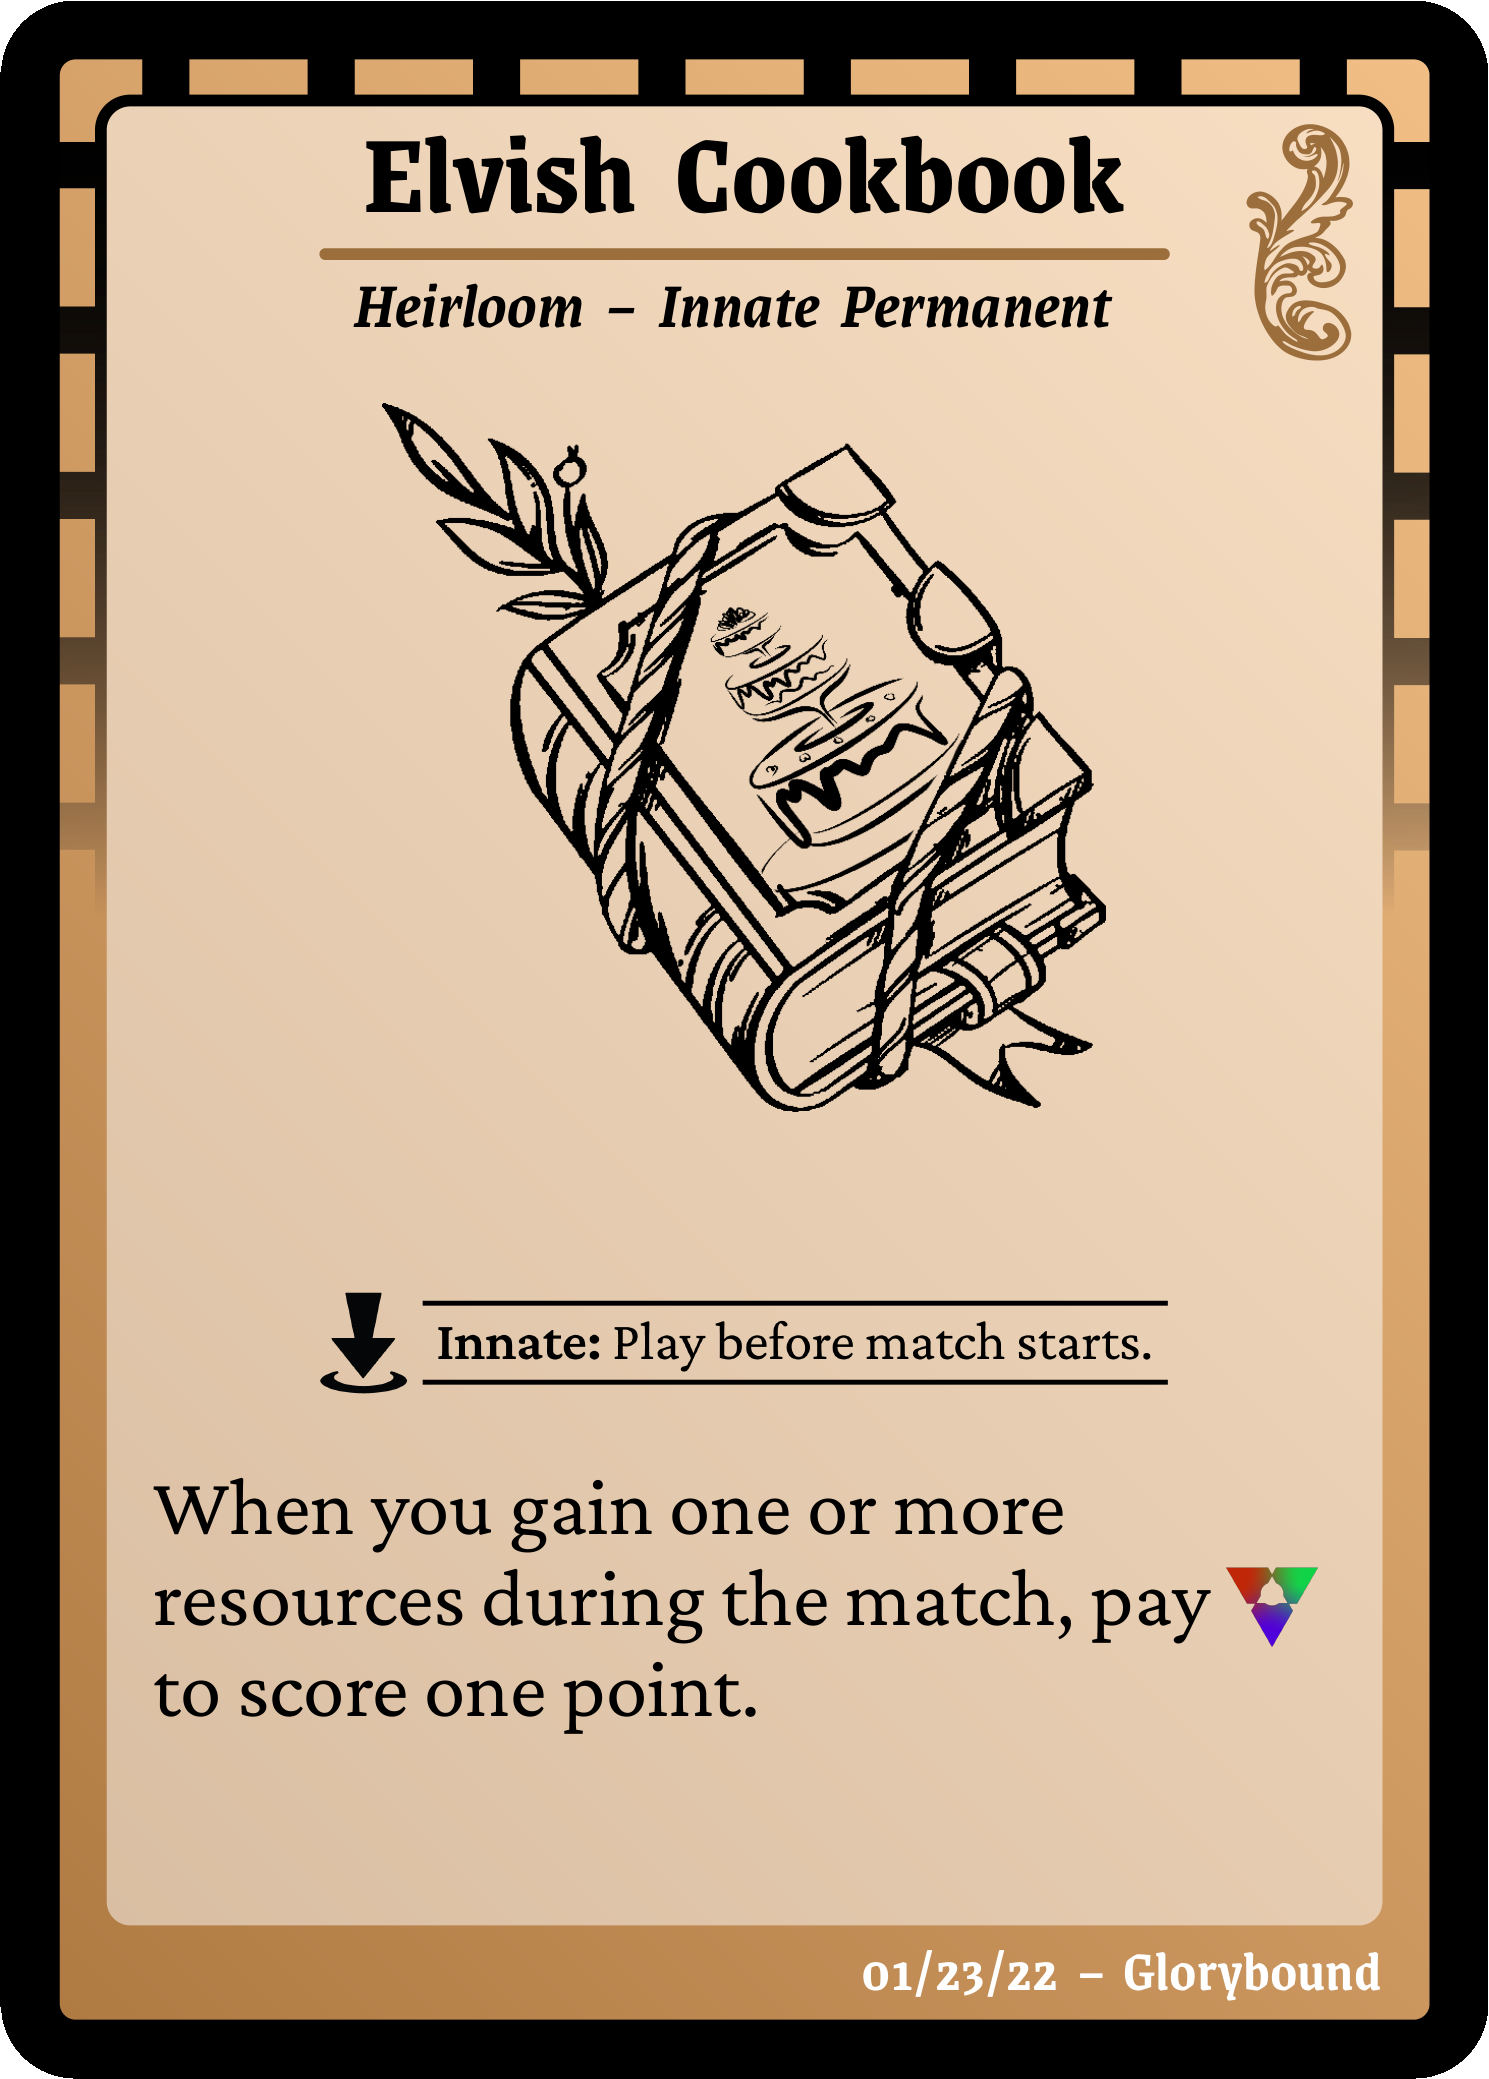 Elvish Cookbook
Heirloom – Innate Permanent
Innate: Play before match starts.
When you gain one or more
resources during the match, pay
to score one point.
01/23/22 – Glorybound